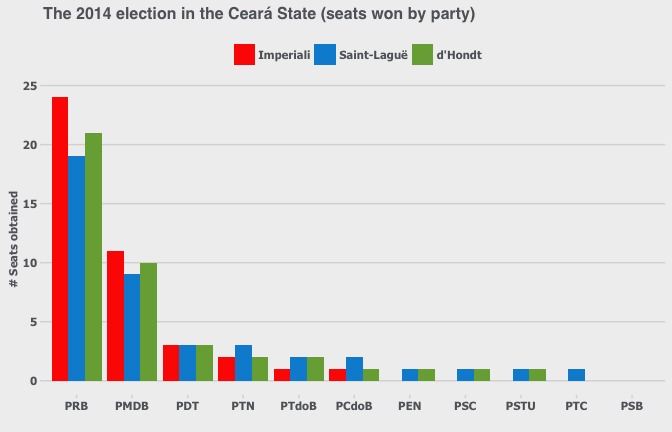 The 2014 election in the Ceará State (seats won by party)
Imperiali Saint-Laguë d'Hondt
# Seats obtained
25
20
15
10
5
0
PRB PMDB PDT PTN PTdoB PCdoB PEN PSC PSTU PTC PSB